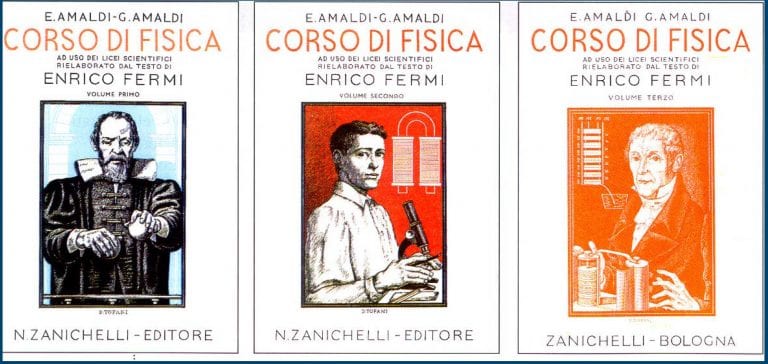 E. AMALDI-G. AMALDI
CORSO DI FISICA
AD USO DEI LICEI SCIENTIFICI
RIELABORATO DAL TESTO DI
ENRICO FERMI
VOLUME PRIMO
D. TOFANI
N. ZANICHELLI-EDITORE
E. AMALDI-G. AMALDI
CORSO DI FISICA
AD USO DEI LICEI SCIENTIFICI
RIELABORATO DAL TESTO DI
ENRICO FERMI
VOLUME SECONDO
D. TOFANI
N. ZANICHELLI-EDITORE
E. AMALDI G. AMALDI
CORSO DI FISICA
AD USO DEI LICEI SCIENTIFICI
RIELABORATO DAL TESTO DI
ENRICO FERMI
VOLUME TERZO
ZANICHELLI-BOLOGNA